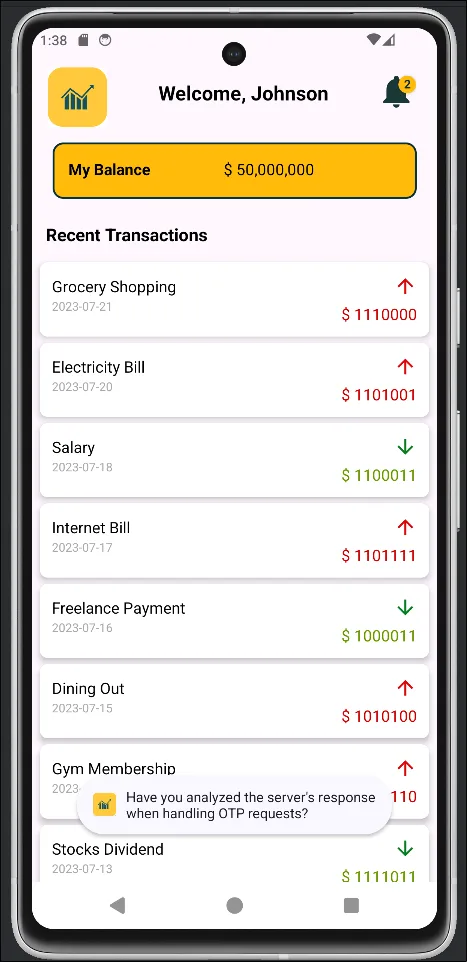 1:38
Welcome, Johnson
2
My Balance $ 50,000,000
Recent Transactions
Grocery Shopping
2023-07-21
$ 1110000
Electricity Bill
2023-07-20
$ 1101001
Salary
2023-07-18
$ 1100011
Internet Bill
2023-07-17
$ 1101111
Freelance Payment
2023-07-16
$ 1000011
Dining Out
2023-07-15
$ 1010100
Gym Membership
2023-
110
Have you analyzed the server's response
when handling OTP requests?
Stocks Dividend
2023-07-13
$ 1111011